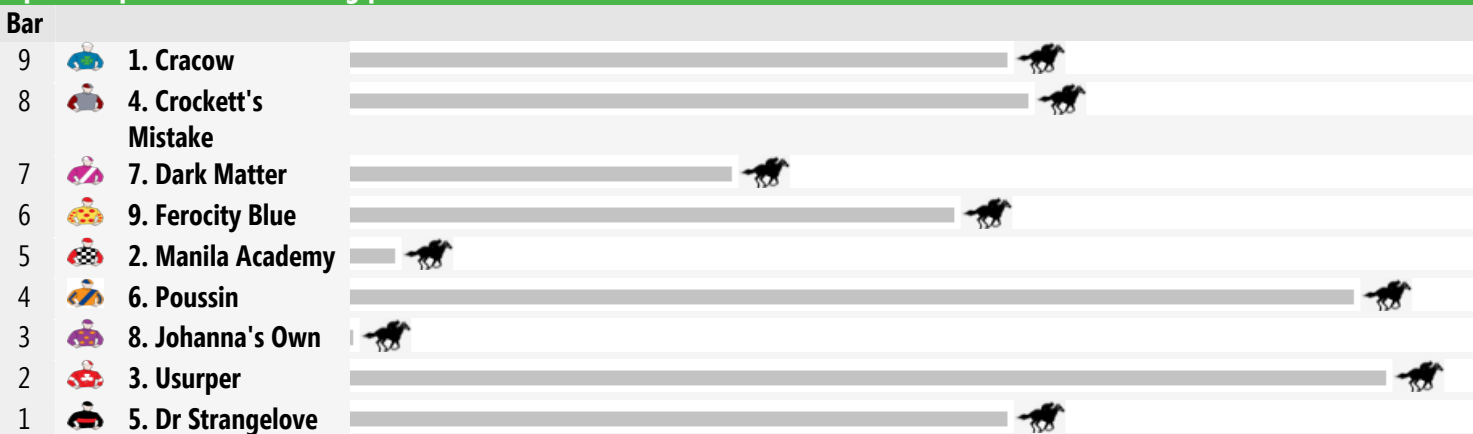 Bar
9 1. Cracow
8 4. Crockett's
Mistake
7 7. Dark Matter
6 9. Ferocity Blue
5 2. Manila Academy
4 6. Poussin
3 8. Johanna's Own
2 3. Usurper
1 5. Dr Strangelove